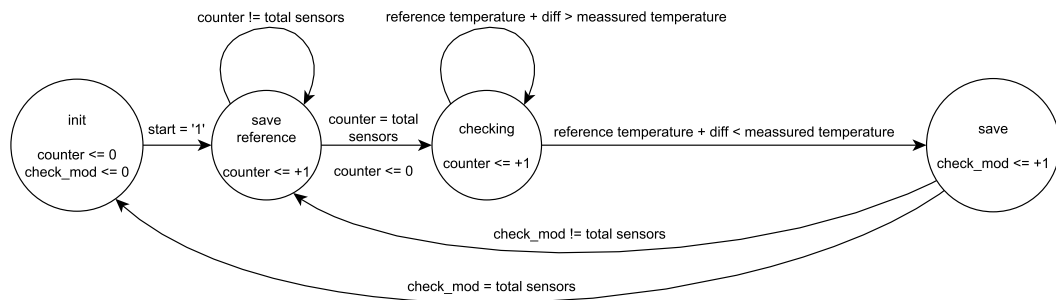 counter != total sensors
reference temperature + diff > meassured temperature
init
counter <= 0
check_mod <= 0
start = '1'
save
reference
counter <= +1
counter = total
sensors
counter <= 0
checking
counter <= +1
reference temperature + diff < meassured temperature
save
check_mod <= +1
check_mod != total sensors
check_mod = total sensors